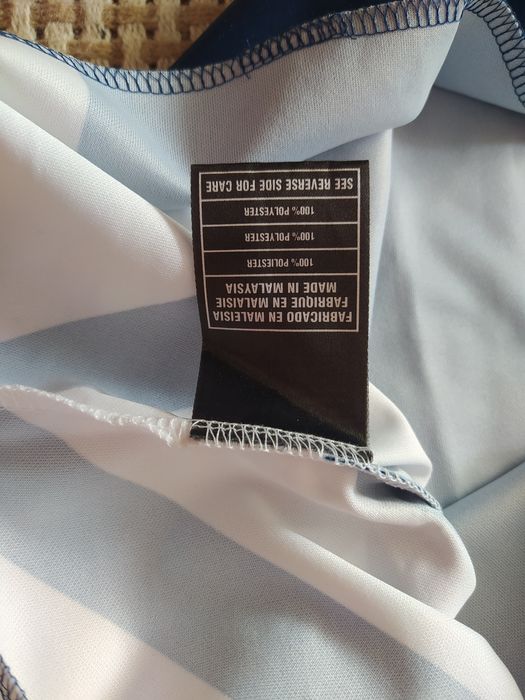 FABRICADO EN MALEISIA
FABRIQUE EN MALAISIE
MADE IN MALAYSIA
100% POLIESTER
100% POLYESTER
100% POLYESTER
SEE REVERSE SIDE FOR CARE